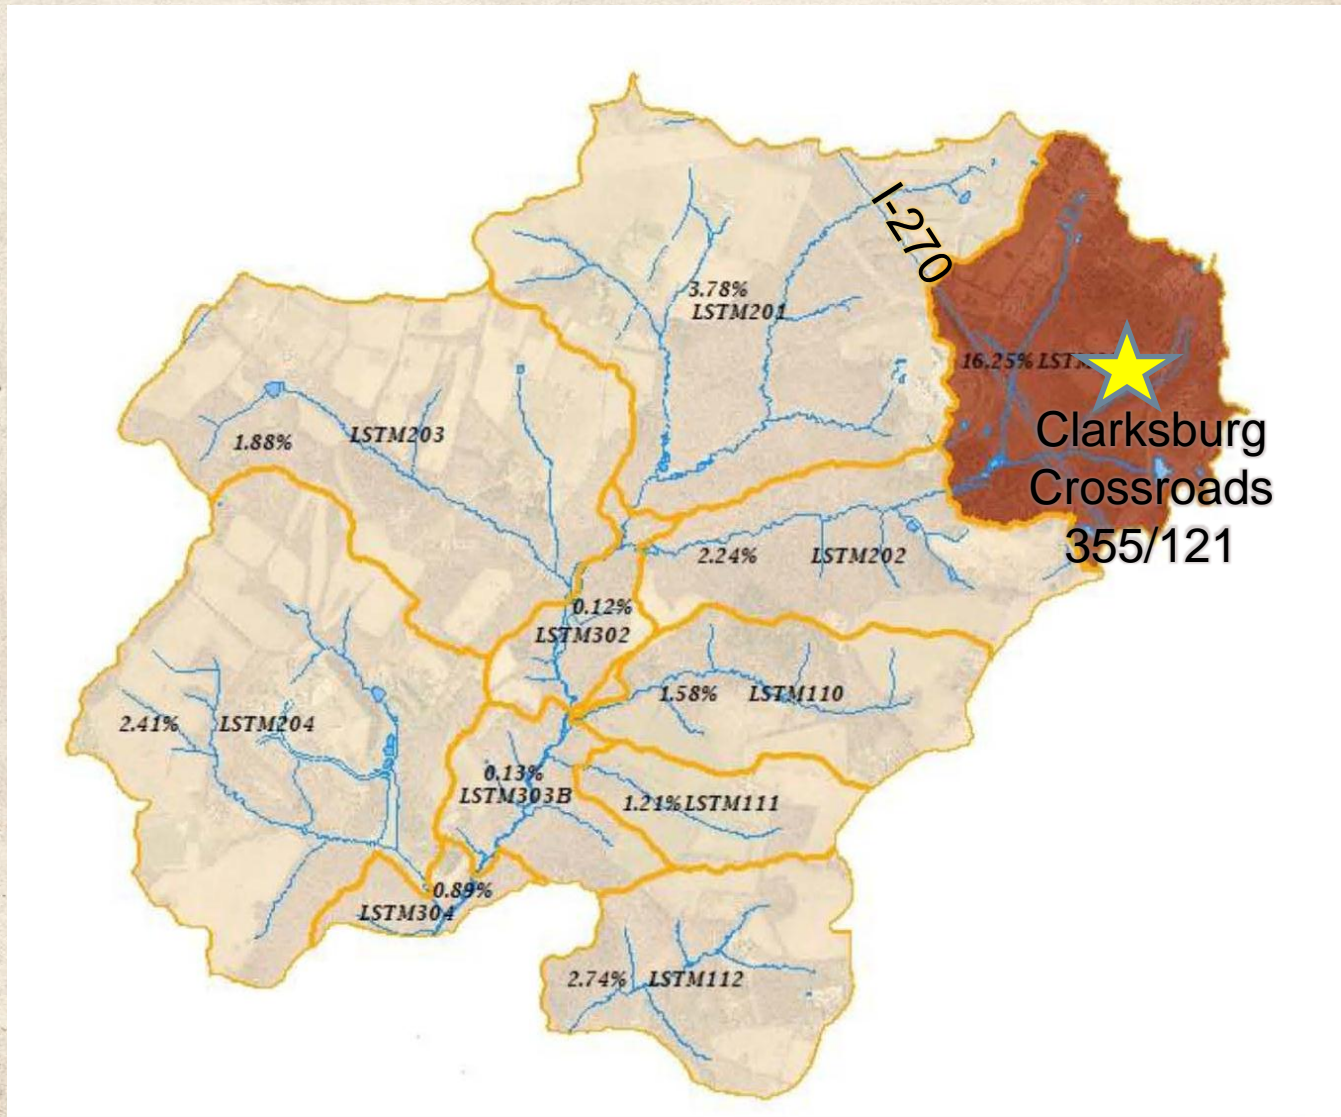 I-270
3.78%
LSTM201
16.25%
Clarksburg
Crossroads
355/121
1.88% LSTM203
2.24% LSTM202
0.12%
LSTM302
1.58% LSTM110
2.41% LSTM204
0.13%
LSTM303B
1.21% LSTM111
0.89%
LSTM304
2.74% LSTM112